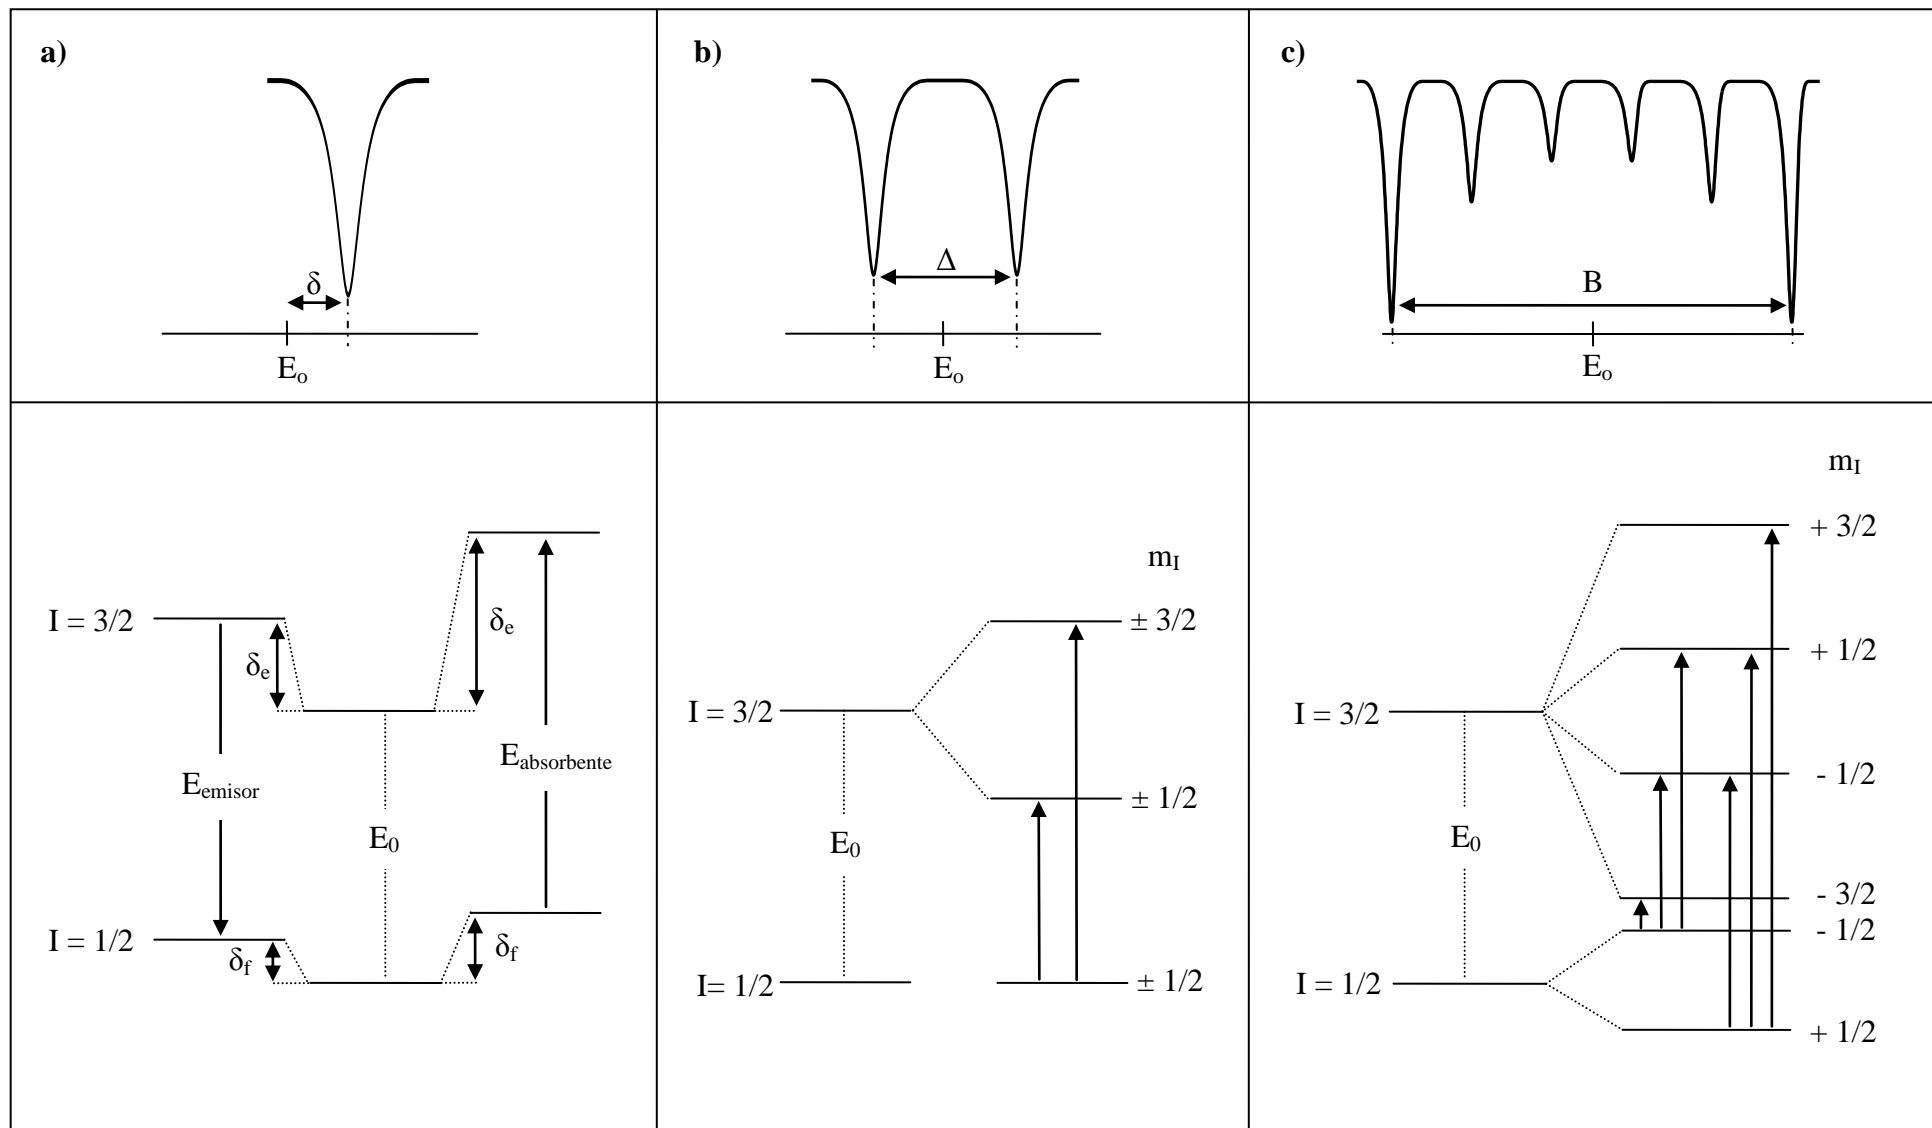 a)
δ
Eo
b)
Δ
Eo
c)
B
Eo
I = 3/2
δe
δe
Eemisor
Eabsorbente
E0
I = 1/2
δf
δf
mI
± 3/2
I = 3/2
± 1/2
E0
I= 1/2
± 1/2
mI
+ 3/2
+ 1/2
I = 3/2
- 1/2
E0
- 3/2
- 1/2
I = 1/2
+ 1/2